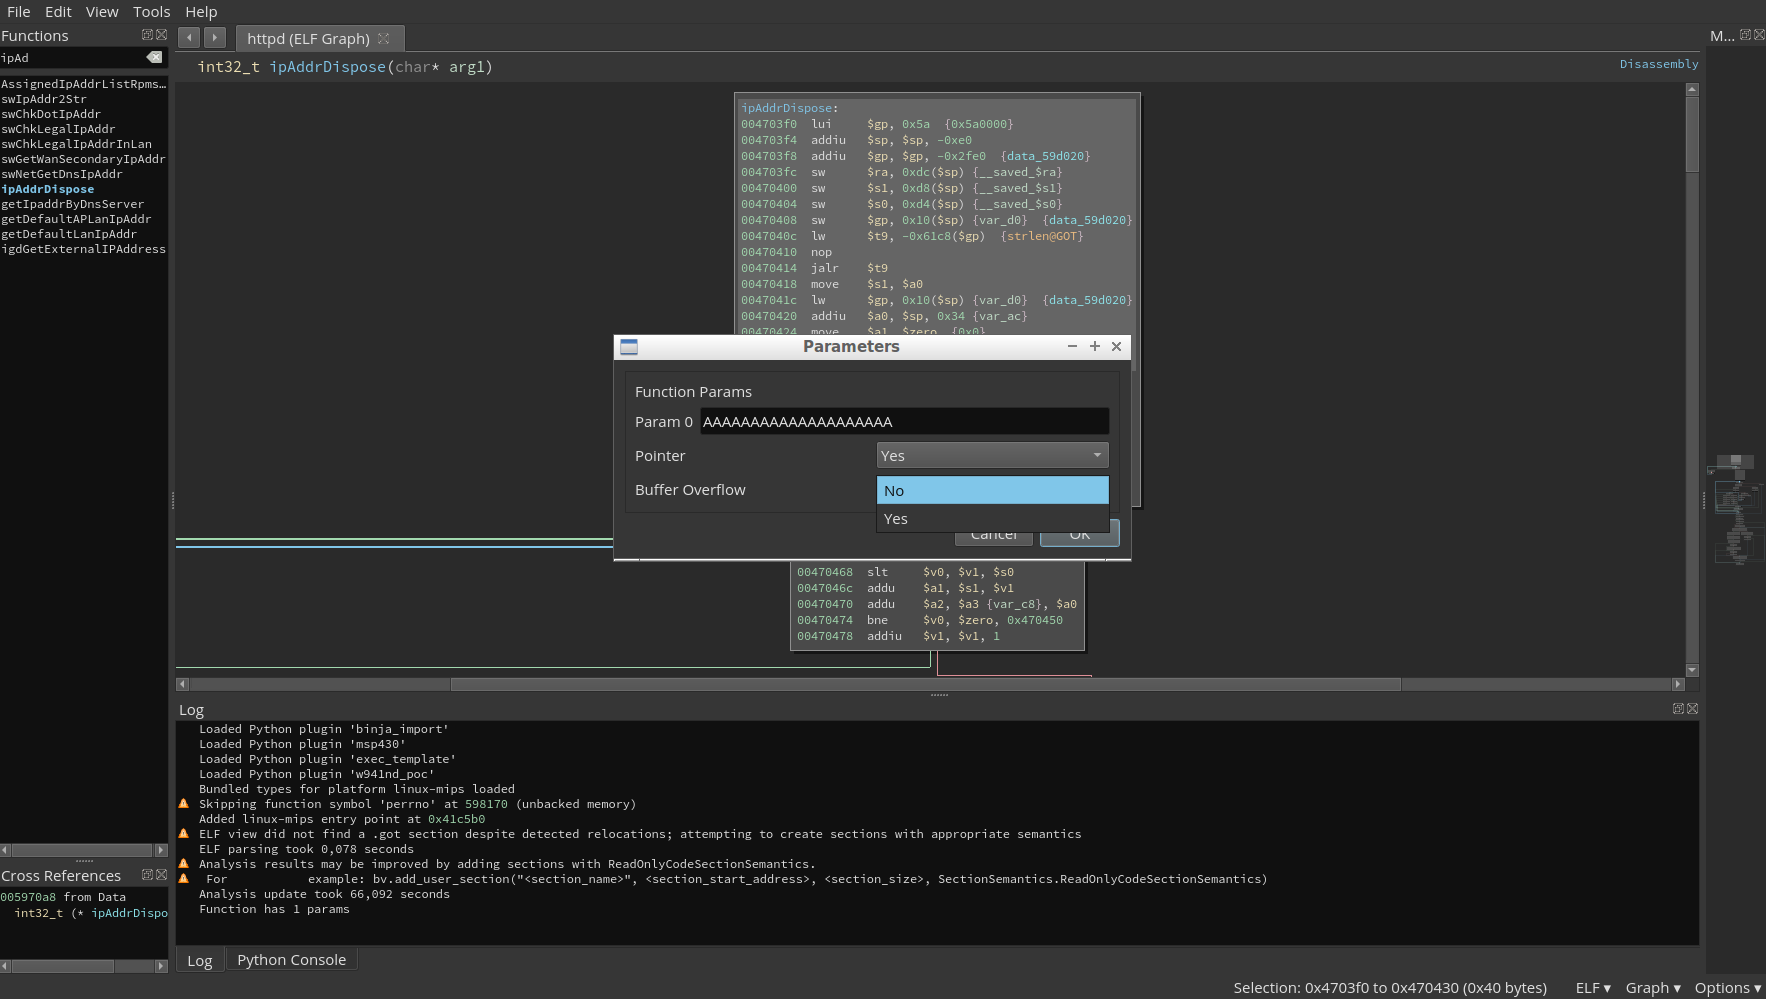 File Edit View Tools Help
Functions
ipAd
AssignedIpAddrListRpms…
swIpAddr2Str
swChkDotIpAddr
swChkLegalIpAddr
swChkLegalIpAddrInLan
swGetWanSecondaryIpAddr
swNetGetDnsIpAddr
ipAddrDispose
getIpaddrByDnsServer
getDefaultAPLanIpAddr
getDefaultLanIpAddr
igdGetExternalIPAddress
Cross References
005970a8 from Data
int32_t (* ipAddrDispo
httpd (ELF Graph)
int32_t ipAddrDispose(char* arg1)
Disassembly
M...
ipAddrDispose:
004703f0 lui $gp, 0x5a {0x5a0000}
004703f4 addiu $sp, $sp, -0xe0
004703f8 addiu $gp, $gp, -0x2fe0 {data_59d020}
004703fc sw $ra, 0xdc($sp) {__saved_$ra}
00470400 sw $s1, 0xd8($sp) {__saved_$s1}
00470404 sw $s0, 0xd4($sp) {__saved_$s0}
00470408 sw $gp, 0x10($sp) {var_d0} {data_59d020}
0047040c lw $t9, -0x61c8($gp) {strlen@GOT}
00470410 nop
00470414 jalr $t9
00470418 move $s1, $a0
0047041c lw $gp, 0x10($sp) {var_d0} {data_59d020}
00470420 addiu $a0, $sp, 0x34 {var_ac}
00470424 move $a1, $zero {0x0}
Parameters
Function Params
Param 0 AAAAAAAAAAAAAAAAAAAA
Pointer Yes
Buffer Overflow No
Yes
Cancel OK
00470468 slt $v0, $v1, $s0
0047046c addu $a1, $s1, $v1
00470470 addu $a2, $a3 {var_c8}, $a0
00470474 bne $v0, $zero, 0x470450
00470478 addiu $v1, $v1, 1
Log
Loaded Python plugin 'binja_import'
Loaded Python plugin 'msp430'
Loaded Python plugin 'exec_template'
Loaded Python plugin 'w941nd_poc'
Bundled types for platform linux-mips loaded
Skipping function symbol 'perrno' at 598170 (unbacked memory)
Added linux-mips entry point at 0x41c5b0
ELF view did not find a .got section despite detected relocations; attempting to create sections with appropriate semantics
ELF parsing took 0,078 seconds
Analysis results may be improved by adding sections with ReadOnlyCodeSectionSemantics.
For example: bv.add_user_section("<section_name>", <section_start_address>, <section_size>, SectionSemantics.ReadOnlyCodeSectionSemantics)
Analysis update took 66,092 seconds
Function has 1 params
Log Python Console
Selection: 0x4703f0 to 0x470430 (0x40 bytes) ELF ▾ Graph ▾ Options ▾